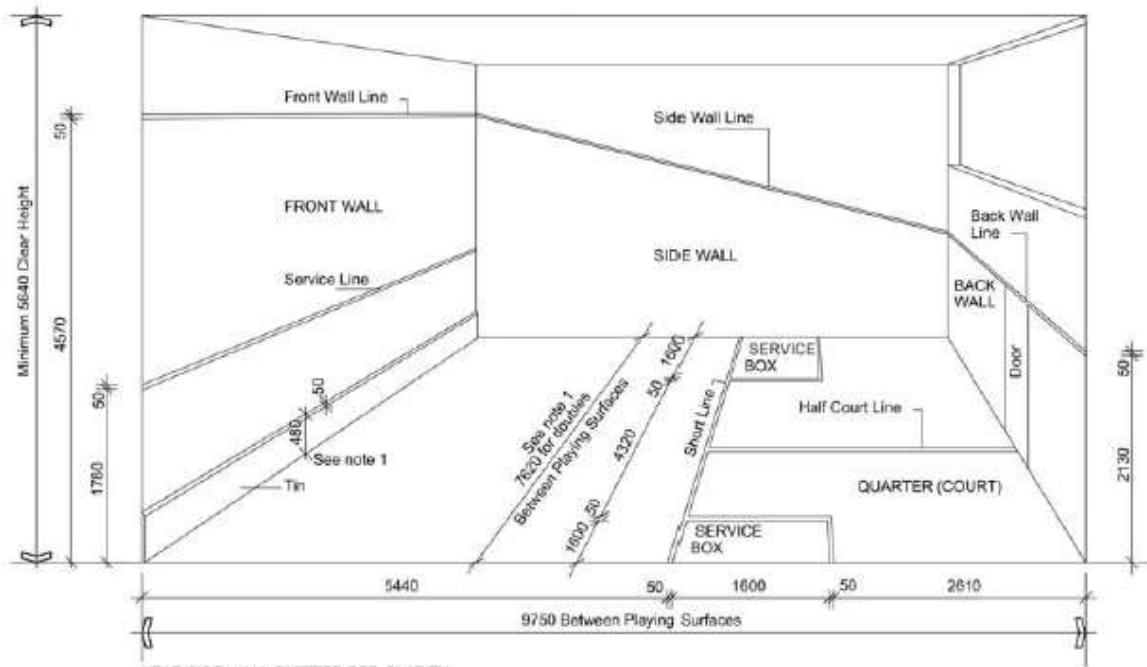 Front Wall Line
50
Side Wall Line
Minimum 5640 Clear Height
FRONT WALL
Back Wall
Line
4570
Service Line
SIDE WALL
BACK
WALL
50
50
1600
SERVICE
BOX
50
Door
50
See note 1
for doubles
7620
Between Playing Surfaces
Short Line
Half Court Line
480
4320
See note 1
1780
Tin
QUARTER (COURT)
2130
50
1600
SERVICE
BOX
5440
50
1600
50
2610
9750 Between Playing Surfaces